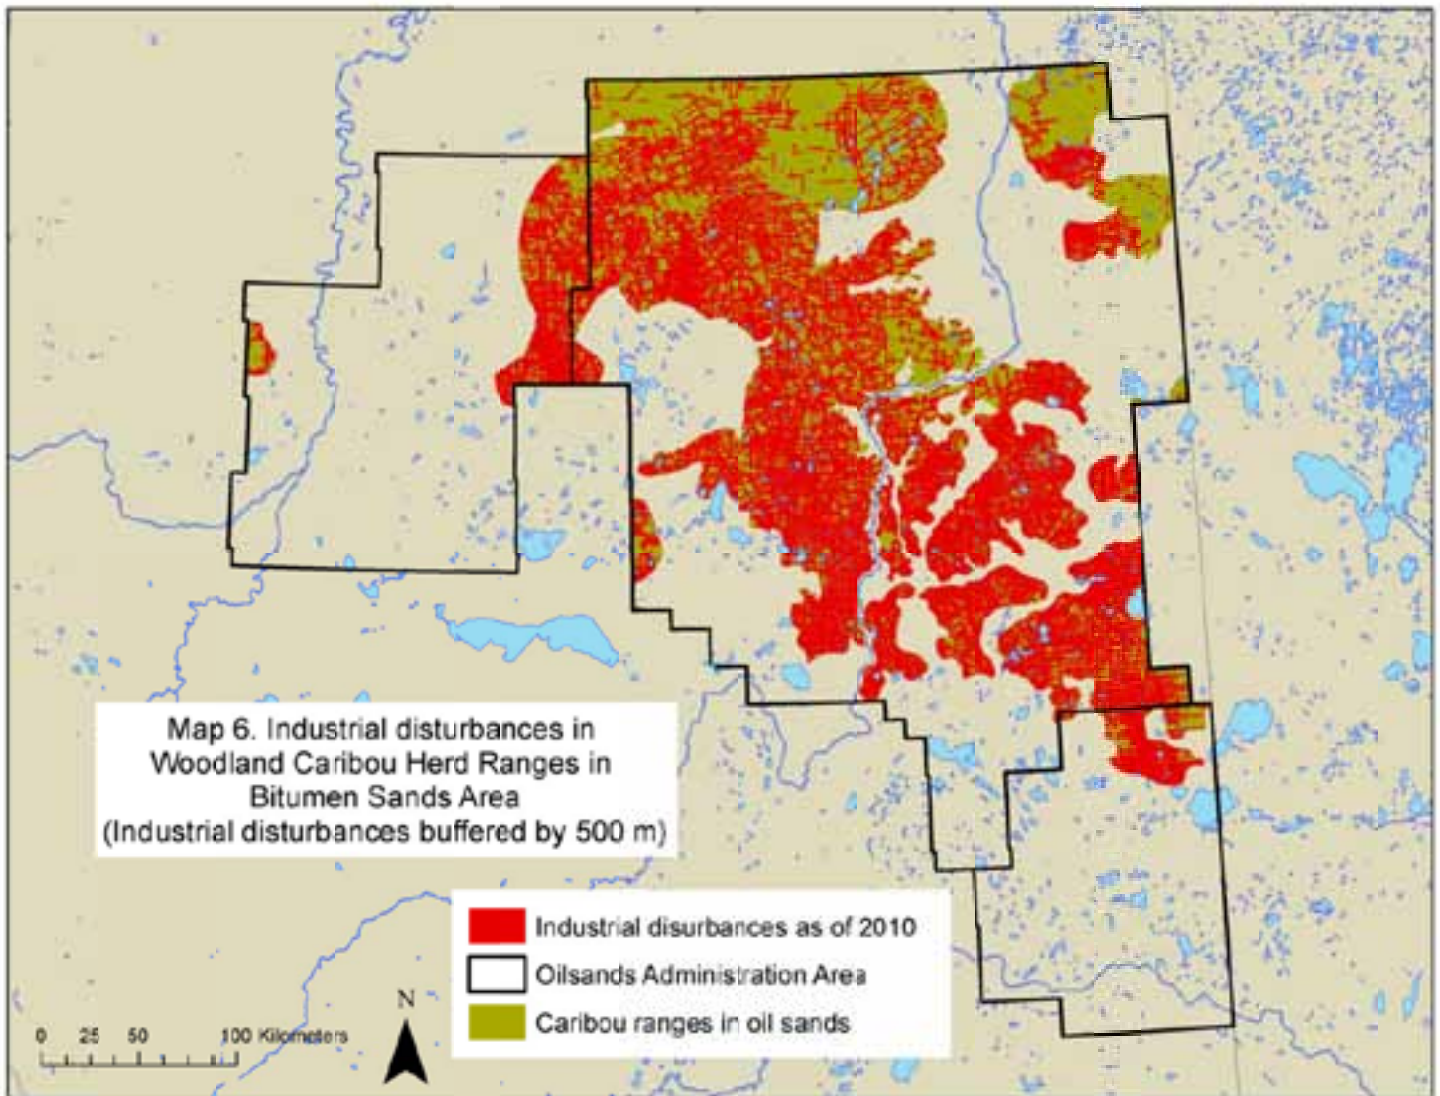 Map 6. Industrial disturbances in
Woodland Caribou Herd Ranges in
Bitumen Sands Area
(Industrial disturbances buffered by 500 m)
Industrial disurbances as of 2010
Oilsands Administration Area
Caribou ranges in oil sands
N
0 25 50 100 Kilometers